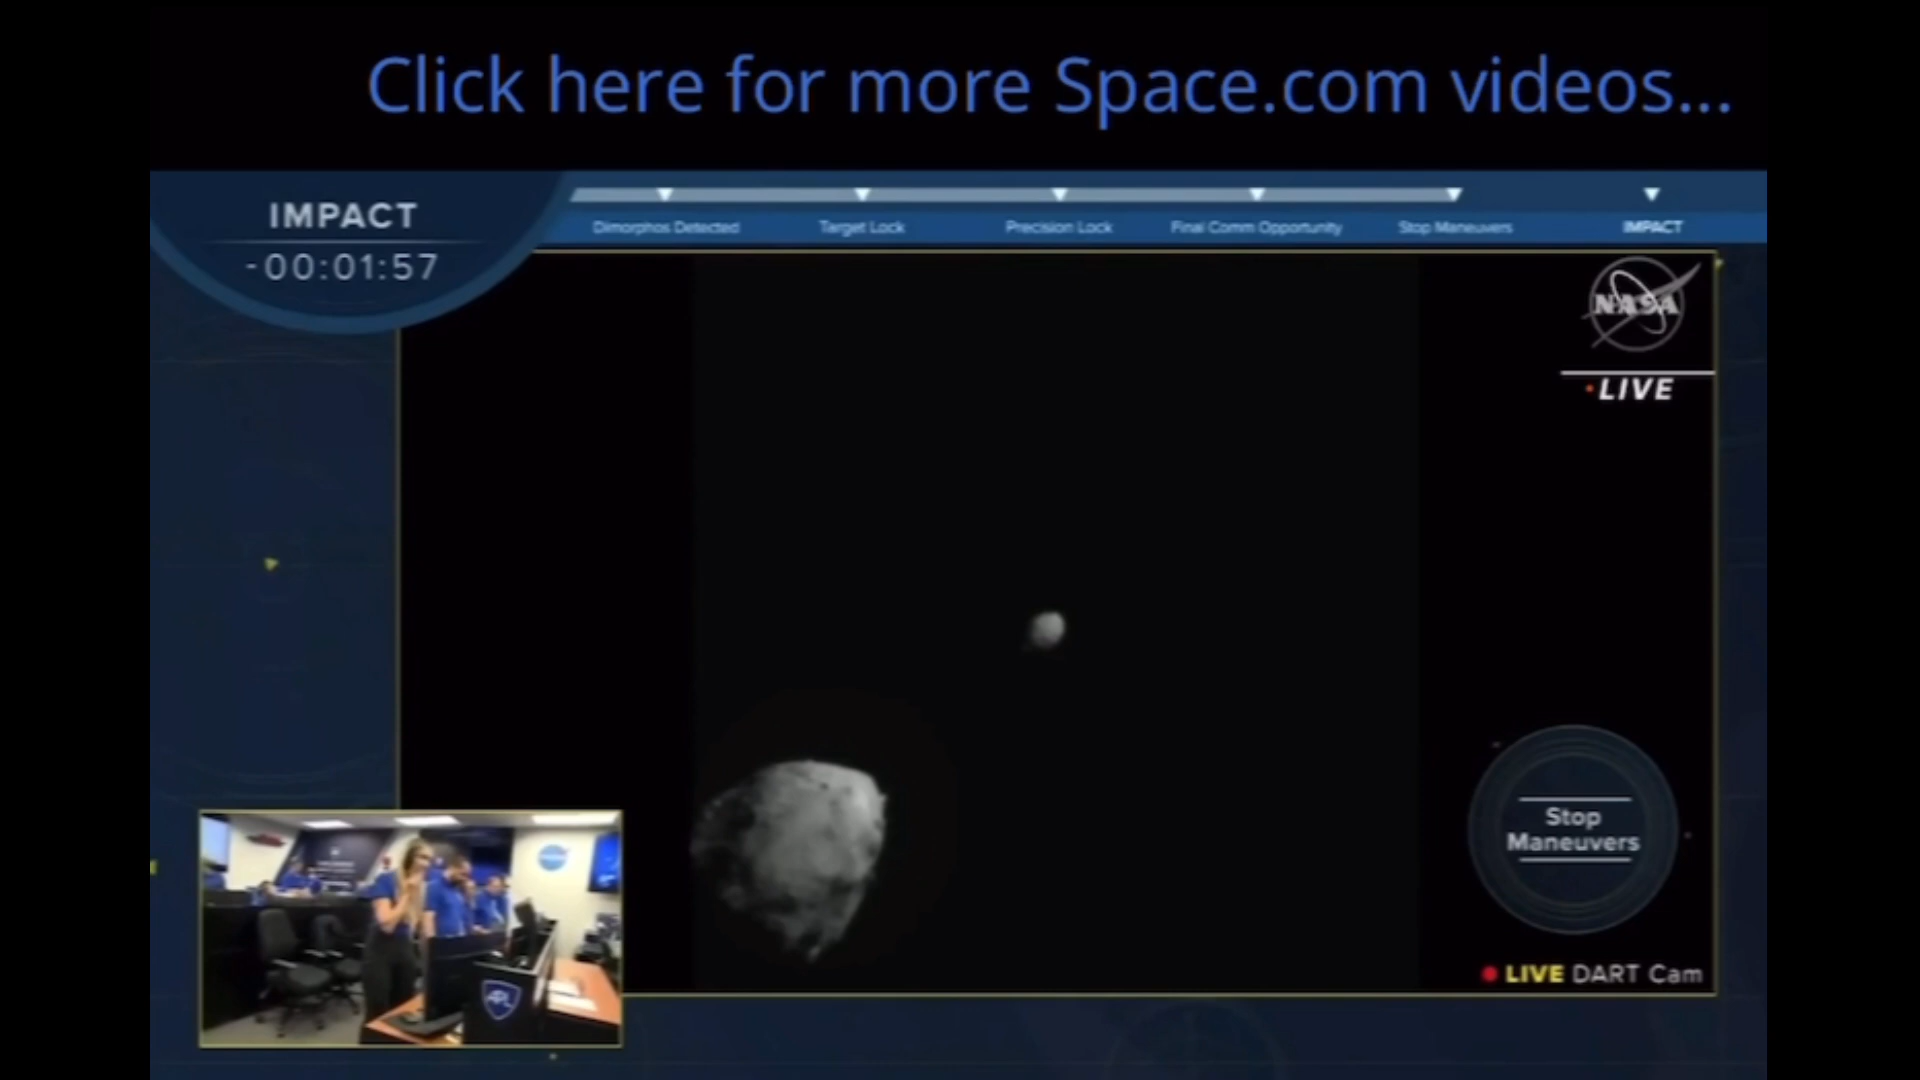 Click here for more Space.com videos...
IMPACT
-00:01:57
Dimorphos Detected
Target Lock
Precision Lock
Final Comm Opportunity
Stop Maneuvers
IMPACT
NASA
LIVE
Stop
Maneuvers
LIVE DART Cam
APL